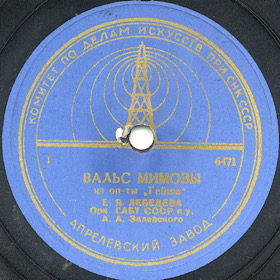 КОМИТЕТ ПО ДЕЛАМ ИСКУССТВ ПРИ СНК СССР
I 6471
ВАЛЬС МИМОЗЫ
из оп-ты „Гейша"
Е. Я. ЛЕБЕДЕВА
Орк. ГАБТ СССР п.у.
А. А. Залевского
АПРЕЛЕВСКИЙ ЗАВОД